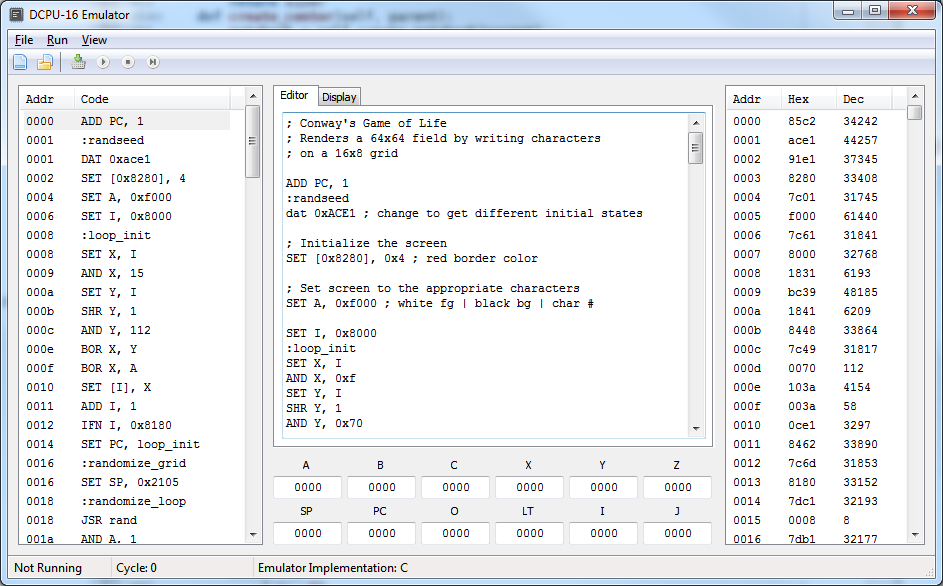 DCPU-16 Emulator
File Run View
Addr Code
0000 ADD PC, 1
0001 :randseed
0001 DAT 0xace1
0002 SET [0x8280], 4
0004 SET A, 0xf000
0006 SET I, 0x8000
0008 :loop_init
0008 SET X, I
0009 AND X, 15
000a SET Y, I
000b SHR Y, 1
000c AND Y, 112
000e BOR X, Y
000f BOR X, A
0010 SET [I], X
0011 ADD I, 1
0012 IFN I, 0x8180
0014 SET PC, loop_init
0016 :randomize_grid
0016 SET SP, 0x2105
0018 :randomize_loop
0018 JSR rand
001a AND A, 1
Editor Display
; Conway's Game of Life
; Renders a 64x64 field by writing characters
; on a 16x8 grid
ADD PC, 1
:randseed
dat 0xACE1 ; change to get different initial states
; Initialize the screen
SET [0x8280], 0x4 ; red border color
; Set screen to the appropriate characters
SET A, 0xf000 ; white fg | black bg | char #
SET I, 0x8000
:loop_init
SET X, I
AND X, 0xf
SET Y, I
SHR Y, 1
AND Y, 0x70
A B C X Y Z
0000 0000 0000 0000 0000 0000
SP PC O LT I J
0000 0000 0000 0000 0000 0000
Addr Hex Dec
0000 85c2 34242
0001 ace1 44257
0002 91e1 37345
0003 8280 33408
0004 7c01 31745
0005 f000 61440
0006 7c61 31841
0007 8000 32768
0008 1831 6193
0009 bc39 48185
000a 1841 6209
000b 8448 33864
000c 7c49 31817
000d 0070 112
000e 103a 4154
000f 003a 58
0010 0ce1 3297
0011 8462 33890
0012 7c6d 31853
0013 8180 33152
0014 7dc1 32193
0015 0008 8
0016 7db1 32177
Not Running Cycle: 0 Emulator Implementation: C